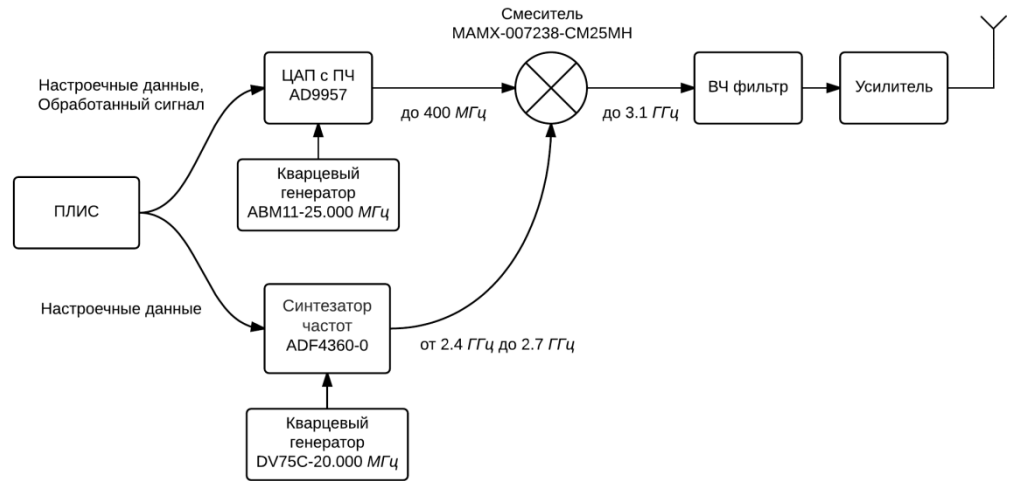 Смеситель
MAMX-007238-CM25MH
Настроечные данные,
Обработанный сигнал
ЦАП с ПЧ
AD9957
до 400 МГц
до 3.1 ГГц
ВЧ фильтр
Усилитель
Кварцевый
генератор
ABM11-25.000 МГц
ПЛИС
Настроечные данные
Синтезатор
частот
ADF4360-0
от 2.4 ГГц до 2.7 ГГц
Кварцевый
генератор
DV75C-20.000 МГц